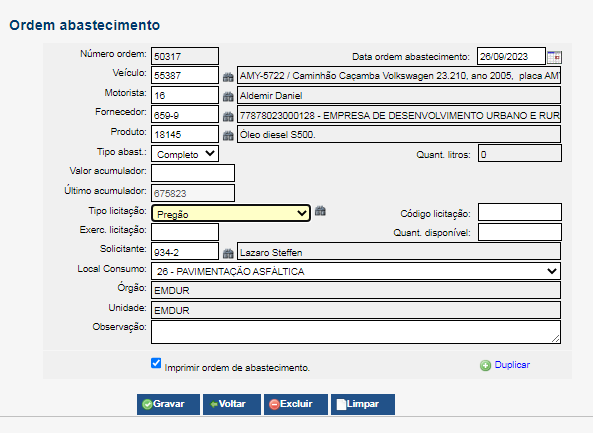 Ordem abastecimento
Número ordem: 50317 Data ordem abastecimento: 26/09/2023
Veículo: 55387 AMY-5722 / Caminhão Caçamba Volkswagen 23.210, ano 2005, placa AMY
Motorista: 16 Aldemir Daniel
Fornecedor: 659-9 77878023000128 - EMPRESA DE DESENVOLVIMENTO URBANO E RUR
Produto: 18145 Óleo diesel S500.
Tipo abast.: Completo Quant. litros: 0
Valor acumulador:
Último acumulador: 675823
Tipo licitação: Pregão Código licitação:
Exerc. licitação: Quant. disponível:
Solicitante: 934-2 Lazaro Steffen
Local Consumo: 26 - PAVIMENTAÇÃO ASFÁLTICA
Órgão: EMDUR
Unidade: EMDUR
Observação:
Imprimir ordem de abastecimento. Duplicar
Gravar Voltar Excluir Limpar